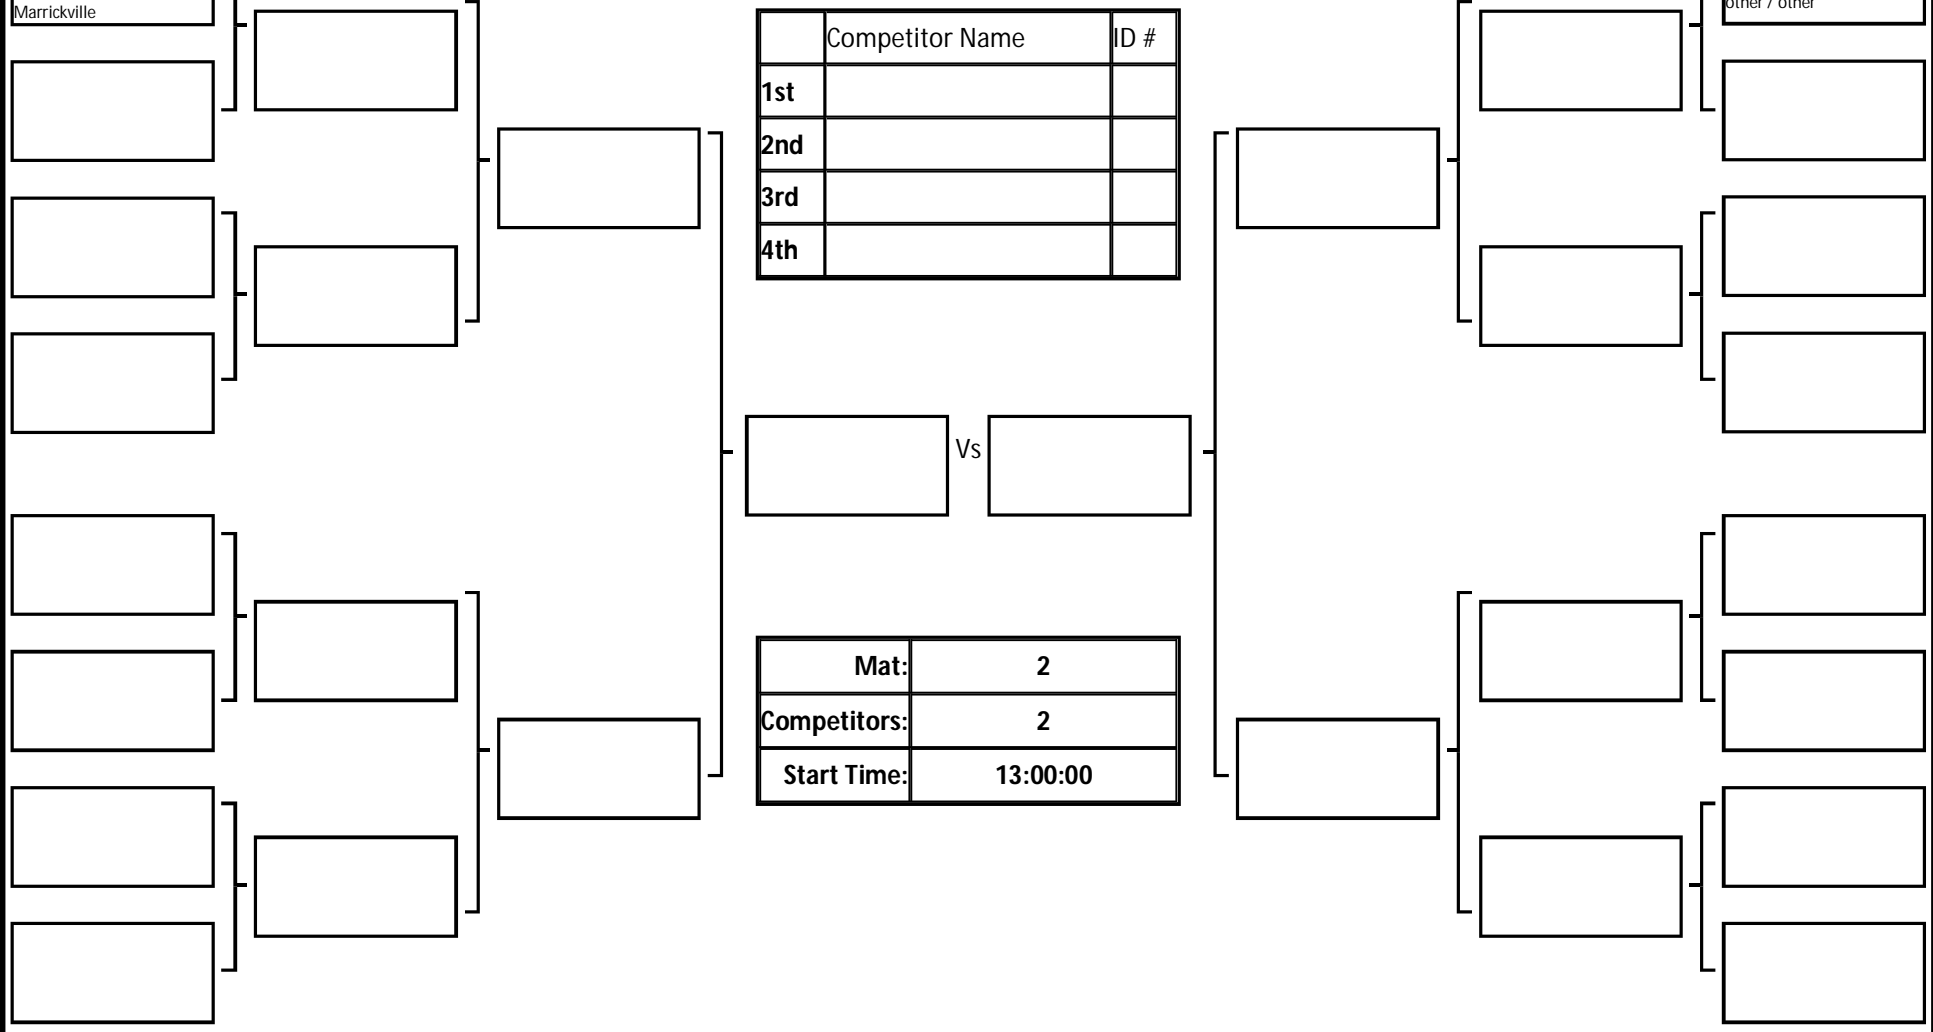 Marrickville
other / other
Competitor Name ID #
1st
2nd
3rd
4th
Vs
Mat: 2
Competitors: 2
Start Time: 13:00:00